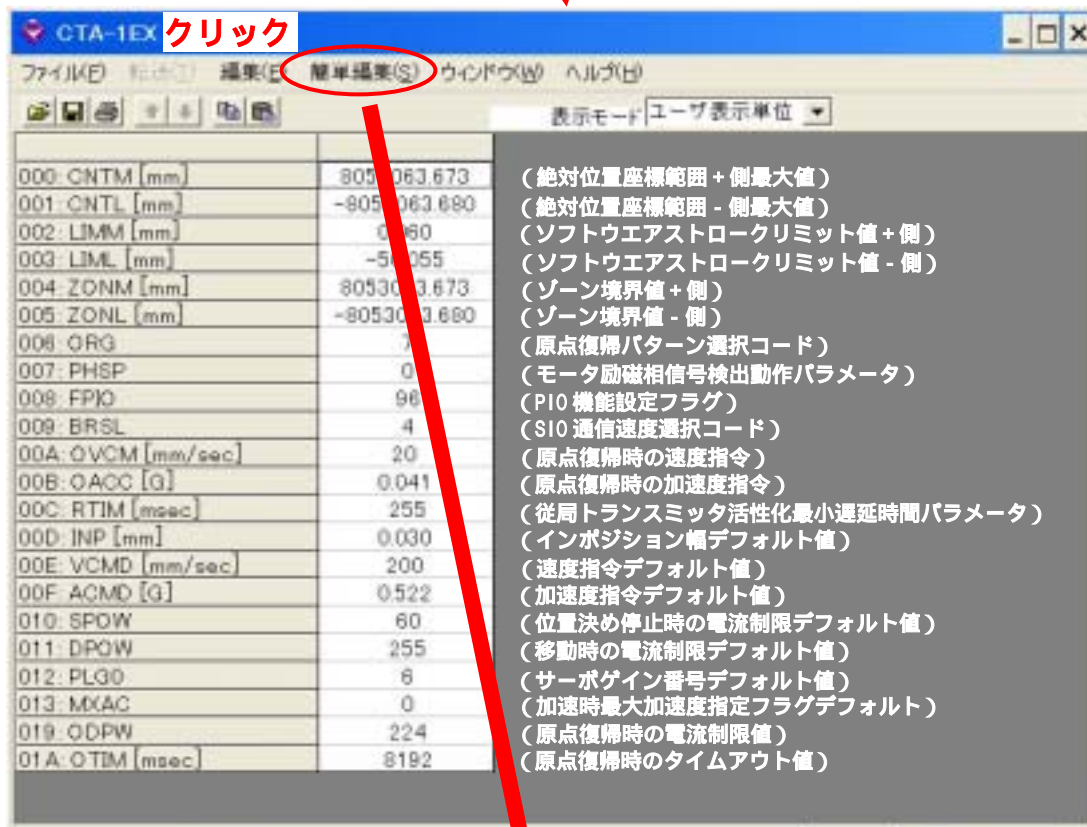 CTA-1EX クリック
ファイル(F) 編集(E) 簡単編集(S) ウィンドウ(W) ヘルプ(H)
表示モード ユーザ表示単位
000: CNTM [mm] (絶対位置座標範囲+側最大値)
001: CNTL [mm] (絶対位置座標範囲-側最大値)
002: LIMM [mm] (ソフトウエアストロークリミット値+側)
003: LIML [mm] (ソフトウエアストロークリミット値-側)
004: ZONM [mm] (ゾーン境界値+側)
005: ZONL [mm] (ゾーン境界値-側)
006: ORG (原点復帰パターン選択コード)
007: PHSP 0 (モータ励磁相信号検出動作パラメータ)
008: FPIO 96 (PIO機能設定フラグ)
009: BRSL 4 (SIO通信速度選択コード)
00A: OVCM [mm/sec] 20 (原点復帰時の速度指令)
00B: OACC [G] 0.041 (原点復帰時の加速度指令)
00C: RTIM [msec] 255 (従局トランスミッタ活性化最小遅延時間パラメータ)
00D: INP [mm] 0.030 (インポジション幅デフォルト値)
00E: VCMD [mm/sec] 200 (速度指令デフォルト値)
00F: ACMD [G] 0.522 (加速度指令デフォルト値)
010: SPOW 60 (位置決め停止時の電流制限デフォルト値)
011: DPOW 255 (移動時の電流制限デフォルト値)
012: PLG0 6 (サーボゲイン番号デフォルト値)
013: MXAC 0 (加速時最大加速度指定フラグデフォルト)
019: ODPW 224 (原点復帰時の電流制限値)
01A: OTIM [msec] 8192 (原点復帰時のタイムアウト値)